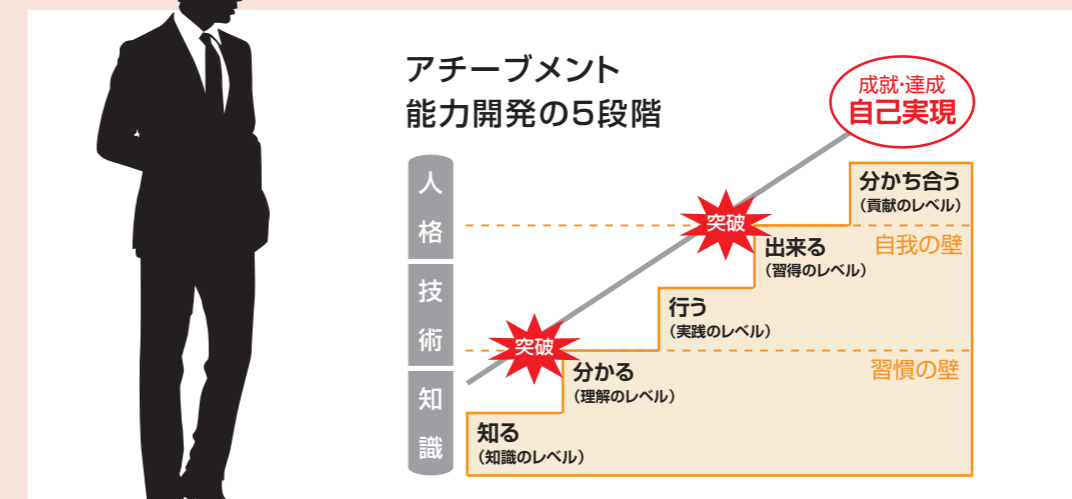 アチーブメント
能力開発の5段階
成就・達成
自己実現
人格
技術
知識
分かち合う
(貢献のレベル)
突破
自我の壁
出来る
(習得のレベル)
行う
(実践のレベル)
突破
習慣の壁
分かる
(理解のレベル)
知る
(知識のレベル)